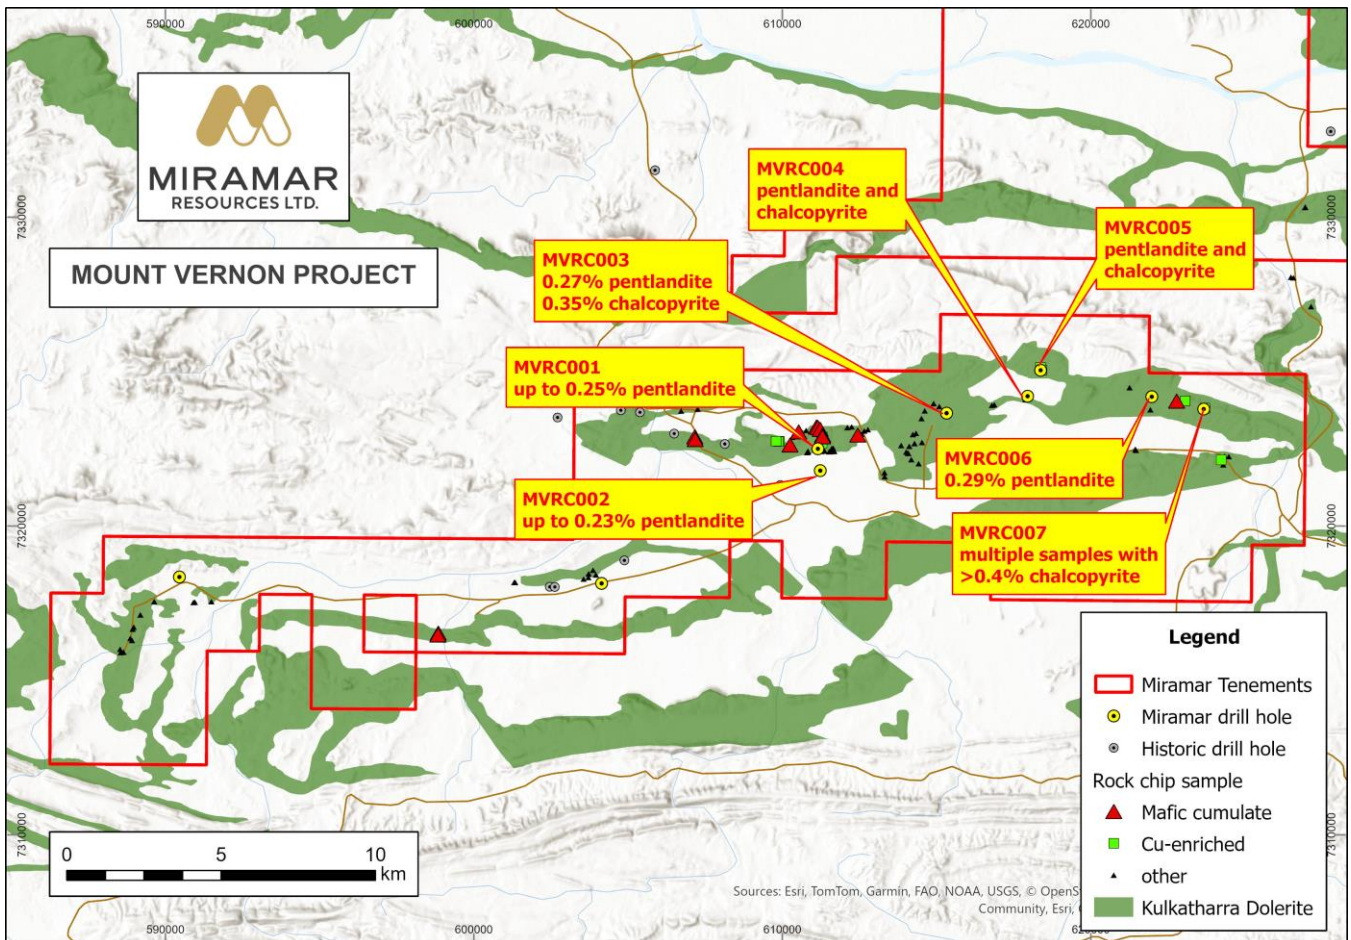 590000
600000
610000
620000
MIRAMAR
RESOURCES LTD.
MOUNT VERNON PROJECT
7330000
7330000
MVRC004
pentlandite and
chalcopyrite
MVRC005
pentlandite and
chalcopyrite
MVRC003
0.27% pentlandite
0.35% chalcopyrite
MVRC001
up to 0.25% pentlandite
MVRC006
0.29% pentlandite
MVRC002
up to 0.23% pentlandite
MVRC007
multiple samples with
>0.4% chalcopyrite
7320000
7320000
Legend
Miramar Tenements
Miramar drill hole
Historic drill hole
Rock chip sample
Mafic cumulate
Cu-enriched
other
Kulkatharra Dolerite
7310000
7310000
0 5 10
km
Sources: Esri, TomTom, Garmin, FAO, NOAA, USGS, ©
Community, Esri,
590000
600000
610000